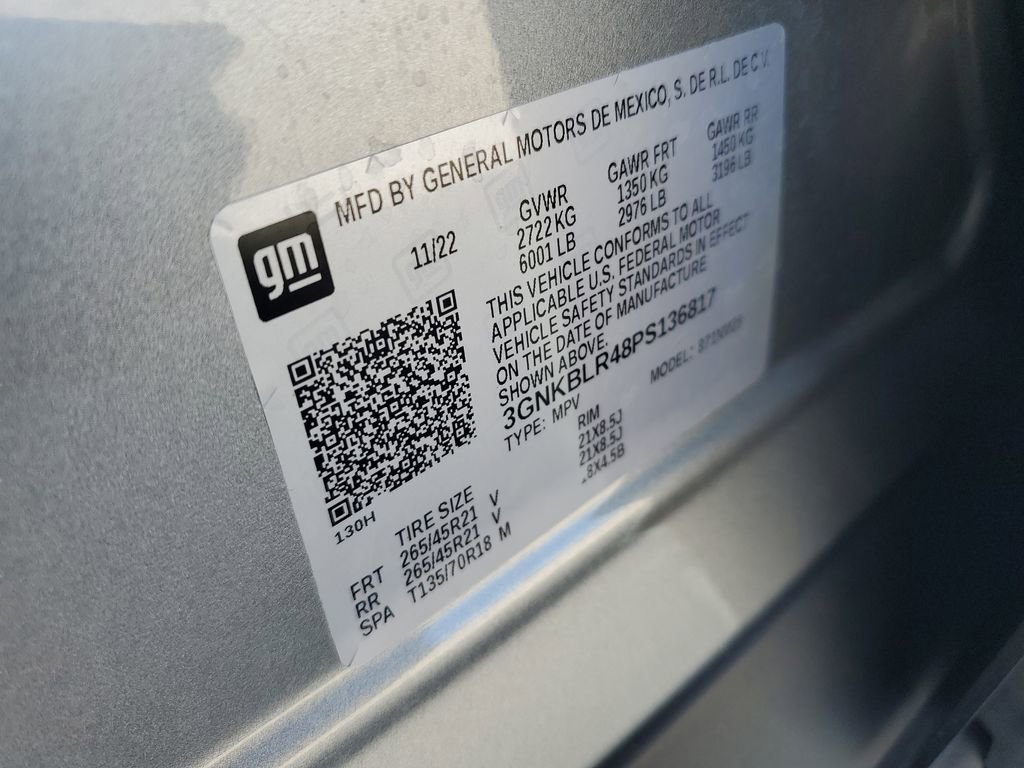 gm
MFD BY GENERAL MOTORS DE MEXICO, S. DE R.L. DE C.V.
11/22
GVWR GAWR FRT GAWR RR
2722 KG 1350 KG 1450 KG
6001 LB 2976 LB 3196 LB
THIS VEHICLE CONFORMS TO ALL
APPLICABLE U.S. FEDERAL MOTOR
VEHICLE SAFETY STANDARDS IN EFFECT
ON THE DATE OF MANUFACTURE
SHOWN ABOVE.
3GNKBLR48PS136817
TYPE: MPV MODEL:
130H
TIRE SIZE RIM
FRT 265/45R21 V 21X8.5J
RR 265/45R21 V 21X8.5J
SPA T135/70R18 M 18X4.5B